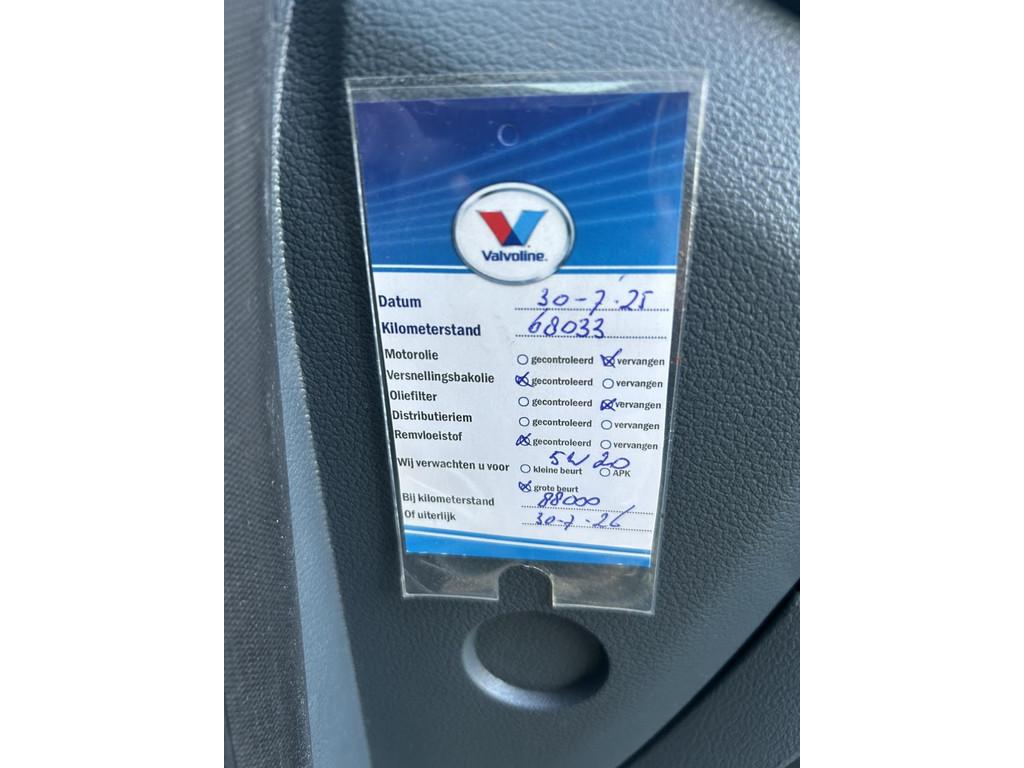 Valvoline.
Datum 30-7-25
Kilometerstand 68033
Motorolie gecontroleerd vervangen
Versnellingsbakolie gecontroleerd vervangen
Oliefilter gecontroleerd vervangen
Distributieriem gecontroleerd vervangen
Remvloeistof gecontroleerd vervangen
5W20
Wij verwachten u voor kleine beurt APK
grote beurt
Bij kilometerstand 88000
Of uiterlijk 30-7-26